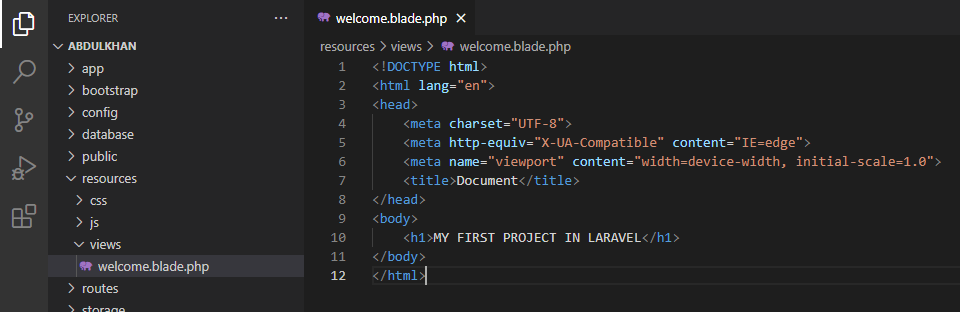 EXPLORER
ABDULKHAN
app
bootstrap
config
database
public
resources
css
js
views
welcome.blade.php
routes
storage
welcome.blade.php
resources > views > welcome.blade.php
1 <!DOCTYPE html>
2 <html lang="en">
3 <head>
4 <meta charset="UTF-8">
5 <meta http-equiv="X-UA-Compatible" content="IE=edge">
6 <meta name="viewport" content="width=device-width, initial-scale=1.0">
7 <title>Document</title>
8 </head>
9 <body>
10 <h1>MY FIRST PROJECT IN LARAVEL</h1>
11 </body>
12 </html>